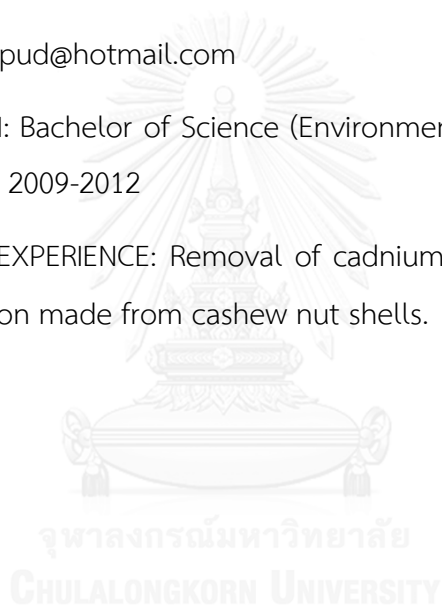 pud@hotmail.com
: Bachelor of Science (Environmen
2009-2012
EXPERIENCE: Removal of cadnium
on made from cashew nut shells.
จุฬาลงกรณ์มหาวิทยาลัย
CHULALONGKORN UNIVERSITY